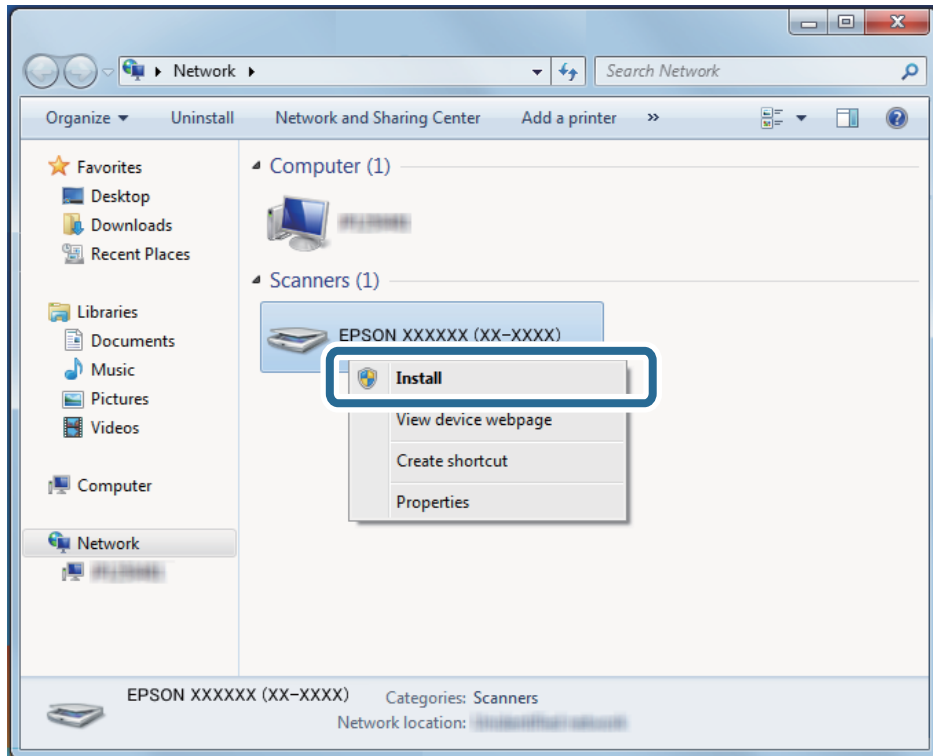 Network
Search Network
Organize
Uninstall
Network and Sharing Center
Add a printer
»
Favorites
Desktop
Downloads
Recent Places
Libraries
Documents
Music
Pictures
Videos
Computer
Network
Computer (1)
Scanners (1)
EPSON XXXXXX (XX-XXXX)
Install
View device webpage
Create shortcut
Properties
EPSON XXXXXX (XX-XXXX) Categories: Scanners
Network location: